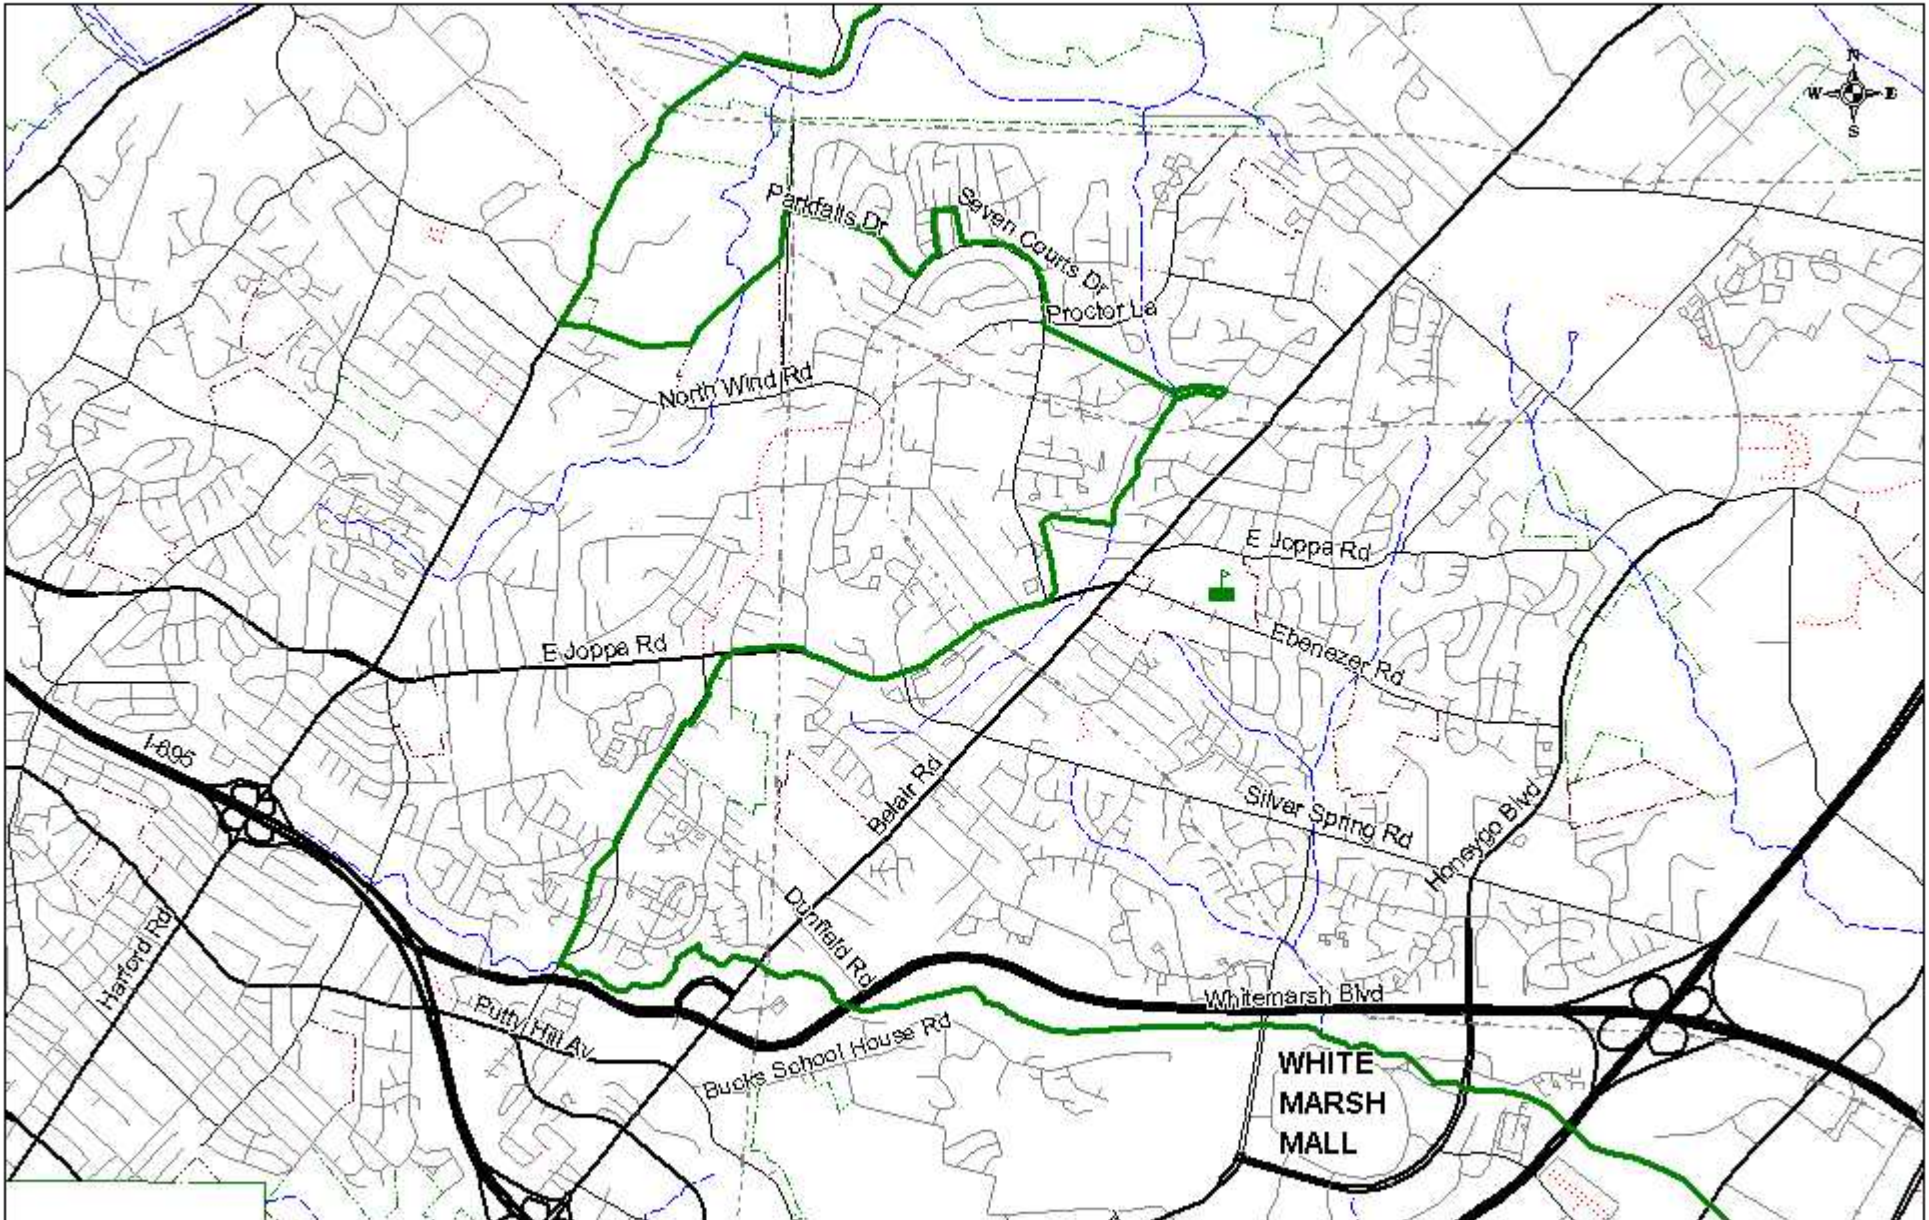 N
W E
S
Parkfalls Dr
Seven Courts Dr
Proctor La
North Wind Rd
E Joppa Rd
E Joppa Rd
Ebenezer Rd
I-695
Belair Rd
Silver Spring Rd
Honeygo Blvd
Dunfield Rd
Harford Rd
Whitemarsh Blvd
Putty Hill Av
Bucks School House Rd
WHITE
MARSH
MALL